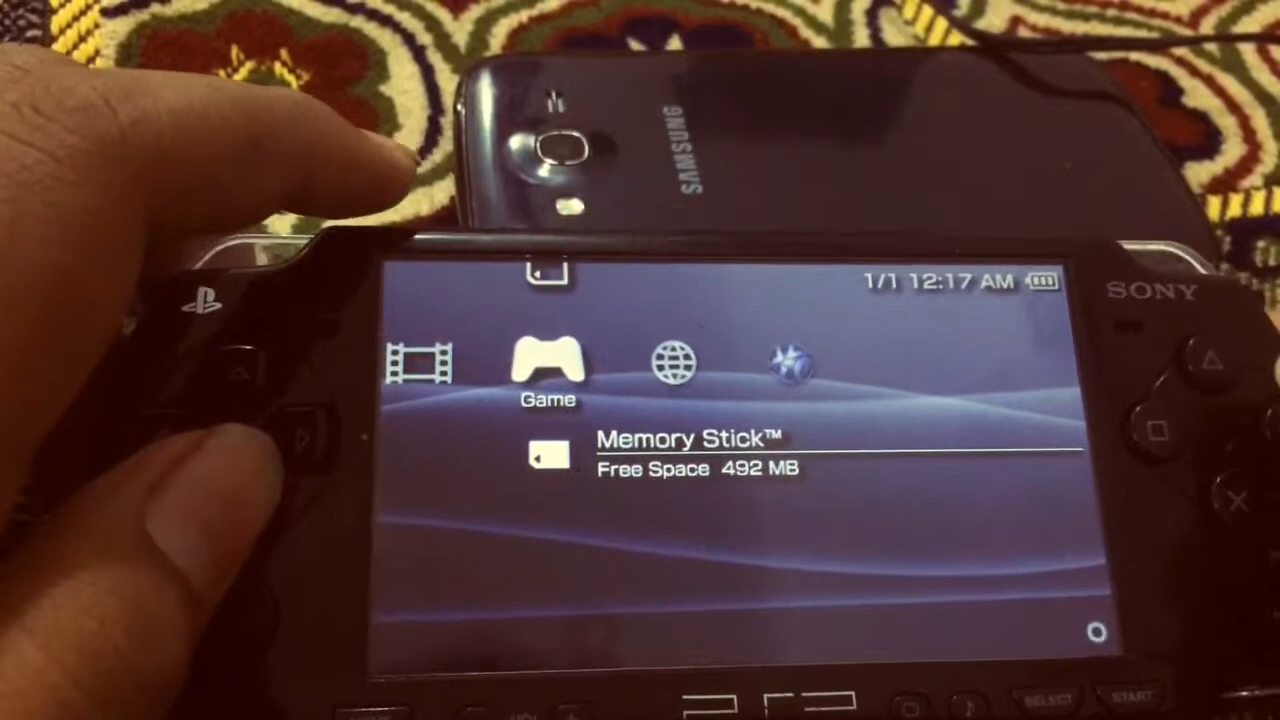 SAMSUNG
1/1 12:17 AM
SONY
Game
Memory Stick™
Free Space 492 MB
SELECT
START